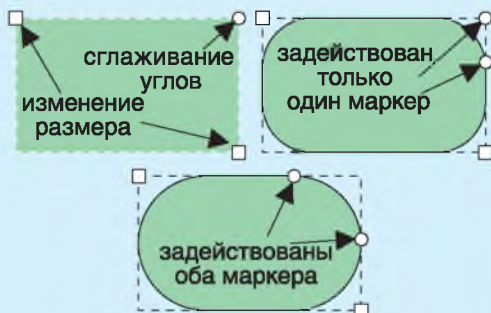 сглаживание
углов
изменение
размера
задействован
только
один маркер
задействованы
оба маркера